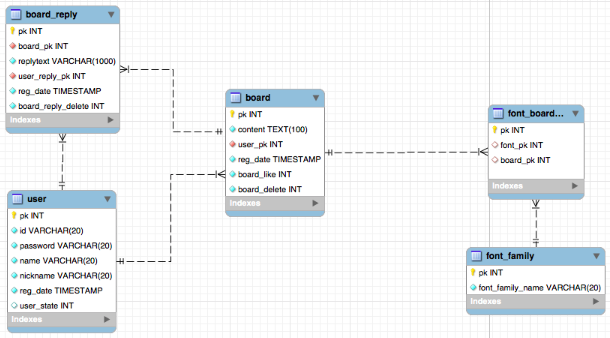 board_reply
pk INT
board_pk INT
replytext VARCHAR(1000)
user_reply_pk INT
reg_date TIMESTAMP
board_reply_delete INT
Indexes
board
pk INT
content TEXT(100)
user_pk INT
reg_date TIMESTAMP
board_like INT
board_delete INT
Indexes
font_board...
pk INT
font_pk INT
board_pk INT
Indexes
user
pk INT
id VARCHAR(20)
password VARCHAR(20)
name VARCHAR(20)
nickname VARCHAR(20)
reg_date TIMESTAMP
user_state INT
Indexes
font_family
pk INT
font_family_name VARCHAR(20)
Indexes